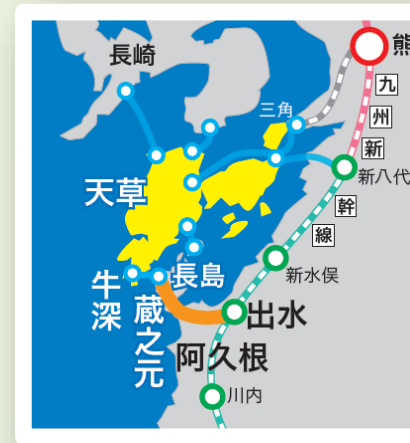 長崎
熊
三角
九
州
新
幹
線
新八代
天草
新水俣
牛深
蔵之元
長島
出水
阿久根
川内